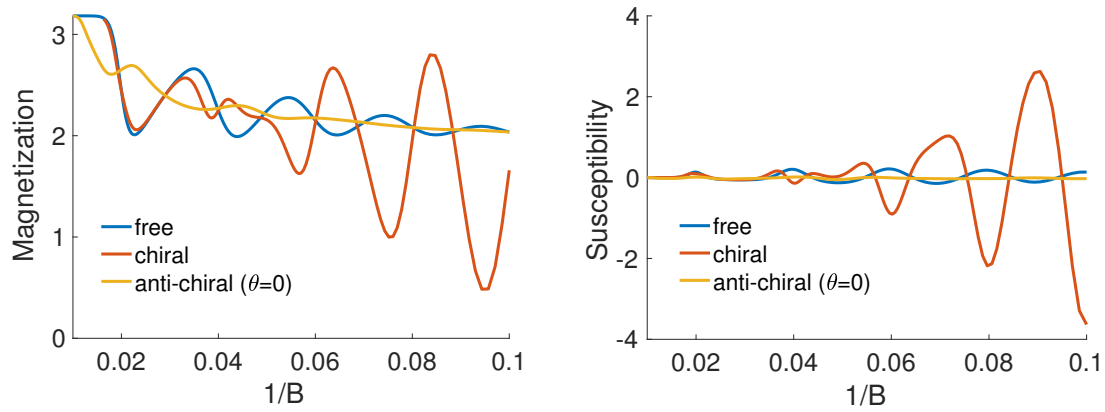 Magnetization
3
2
1
0
free
chiral
anti-chiral (θ=0)
0.02 0.04 0.06 0.08 0.1
1/B
Susceptibility
4
2
0
-2
-4
free
chiral
anti-chiral (θ=0)
0.02 0.04 0.06 0.08 0.1
1/B